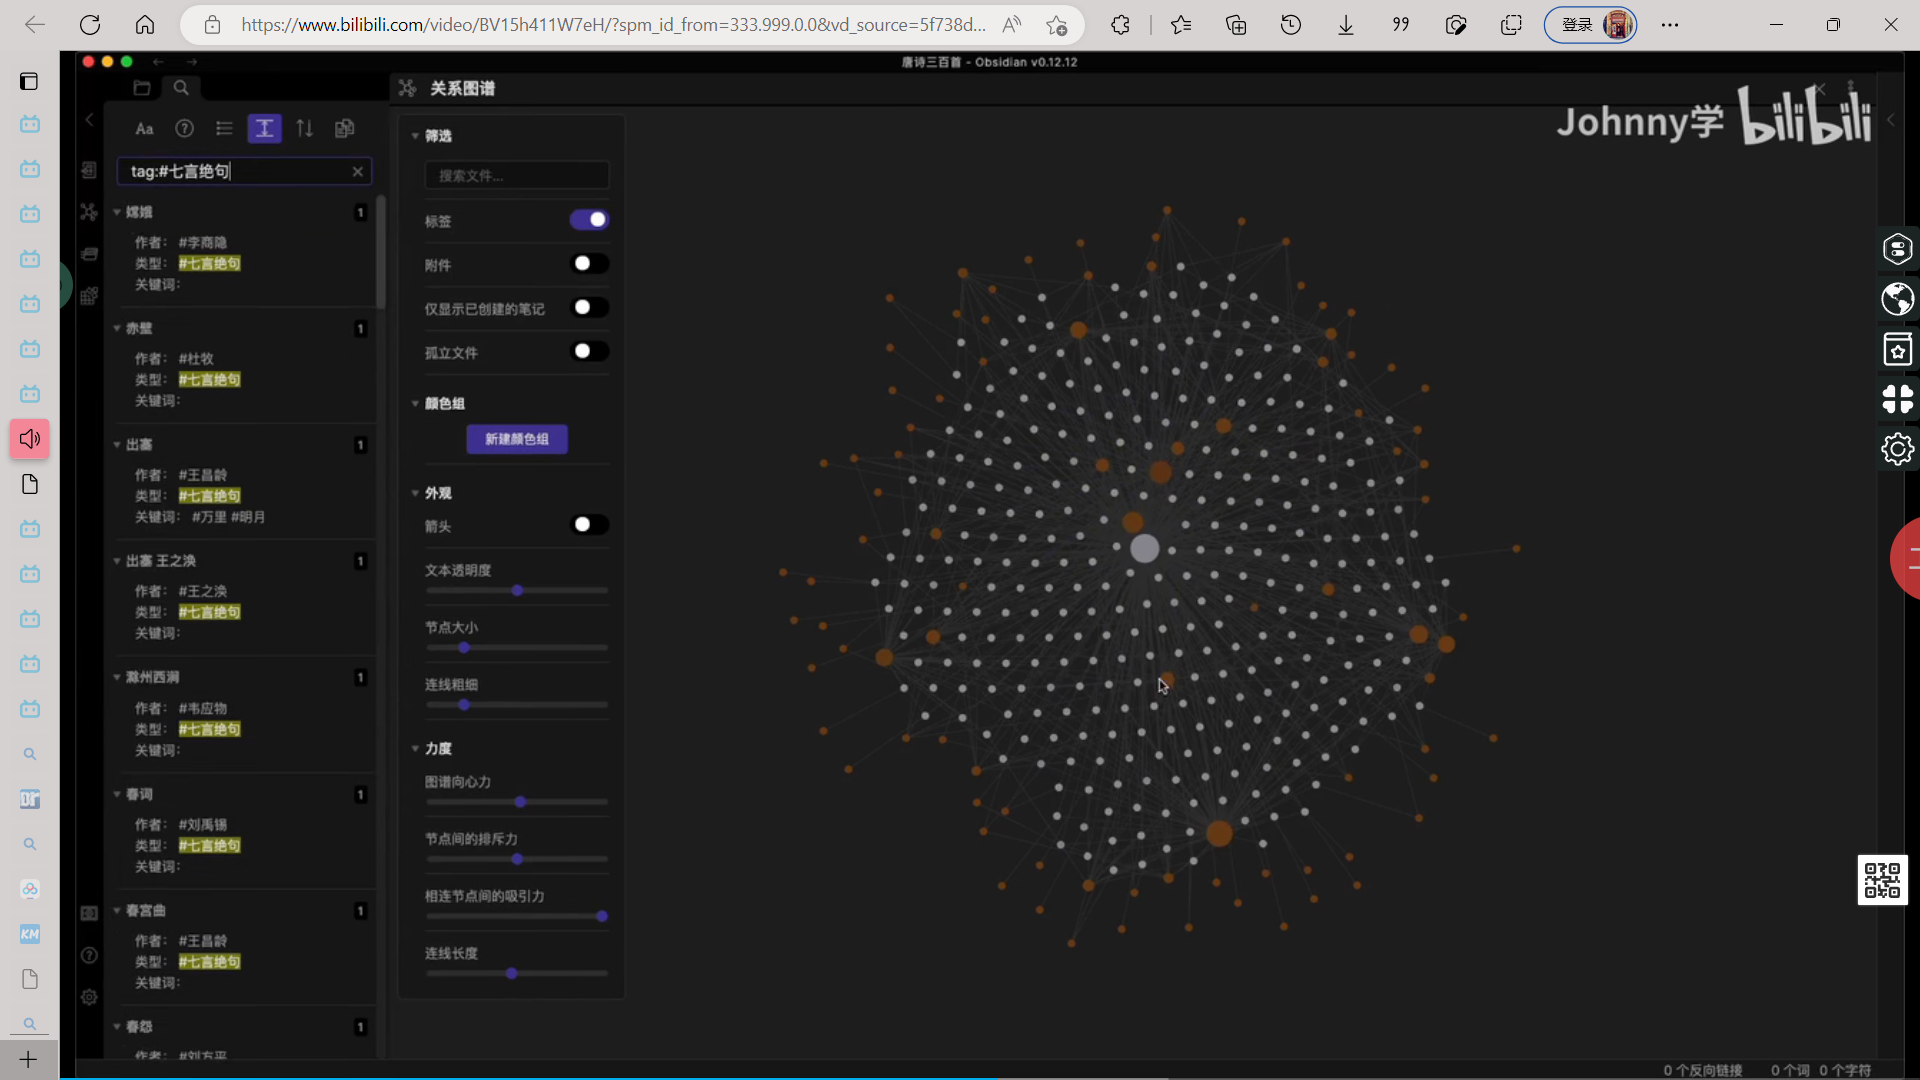 https://www.bilibili.com/video/BV15h411W7eH/?spm_id_from=333.999.0.0&vd_source=5f738d...
登录
唐诗三百首 - Obsidian v0.12.12
关系图谱
Johnny学 bilibili
Aa
tag:#七言绝句
嫦娥 1
作者： #李商隐
类型： #七言绝句
关键词：
赤壁 1
作者： #杜牧
类型： #七言绝句
关键词：
出塞 1
作者： #王昌龄
类型： #七言绝句
关键词： #万里 #明月
出塞 王之涣 1
作者： #王之涣
类型： #七言绝句
关键词：
滁州西涧 1
作者： #韦应物
类型： #七言绝句
关键词：
春词 1
作者： #刘禹锡
类型： #七言绝句
关键词：
春宫曲 1
作者： #王昌龄
类型： #七言绝句
关键词：
春怨 1
作者： #刘方平
筛选
搜索文件...
标签
附件
仅显示已创建的笔记
孤立文件
颜色组
新建颜色组
外观
箭头
文本透明度
节点大小
连线粗细
力度
图谱向心力
节点间的排斥力
相连节点间的吸引力
连线长度
KM
0 个反向链接 0 个词 0 个字符